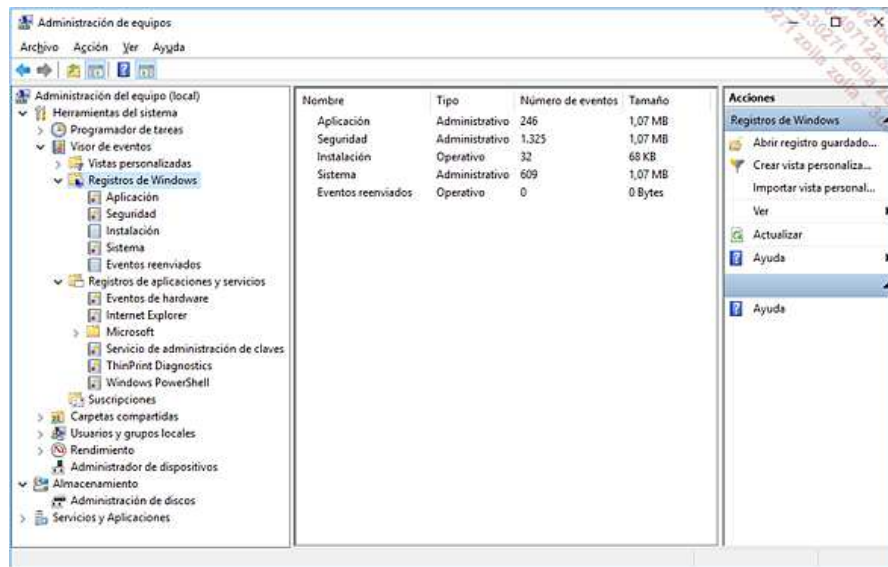 Administración de equipos
Archivo Acción Ver Ayuda
Administración del equipo (local)
Herramientas del sistema
Programador de tareas
Visor de eventos
Vistas personalizadas
Registros de Windows
Aplicación
Seguridad
Instalación
Sistema
Eventos reenviados
Registros de aplicaciones y servicios
Eventos de hardware
Internet Explorer
Microsoft
Servicio de administración de claves
ThinPrint Diagnostics
Windows PowerShell
Suscripciones
Carpetas compartidas
Usuarios y grupos locales
Rendimiento
Administrador de dispositivos
Almacenamiento
Administración de discos
Servicios y Aplicaciones
Nombre Tipo Número de eventos Tamaño
Aplicación Administrativo 246 1,07 MB
Seguridad Administrativo 1.325 1,07 MB
Instalación Operativo 32 68 KB
Sistema Administrativo 609 1,07 MB
Eventos reenviados Operativo 0 0 Bytes
Acciones
Registros de Windows
Abrir registro guardado...
Crear vista personaliza...
Importar vista personal...
Ver
Actualizar
Ayuda
Ayuda